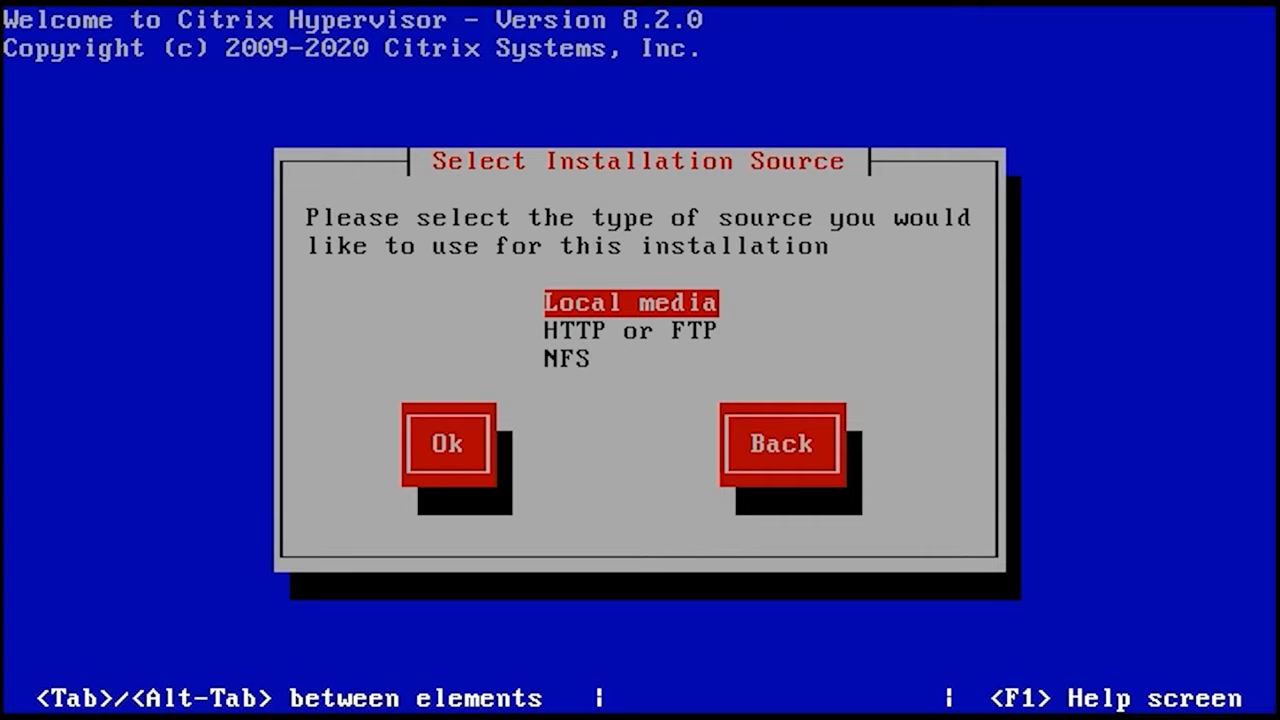 Welcome to Citrix Hypervisor - Version 8.2.0
Copyright (c) 2009-2020 Citrix Systems, Inc.
Select Installation Source
Please select the type of source you would
like to use for this installation
Local media
HTTP or FTP
NFS
Ok Back
<Tab>/<Alt-Tab> between elements | | <F1> Help screen